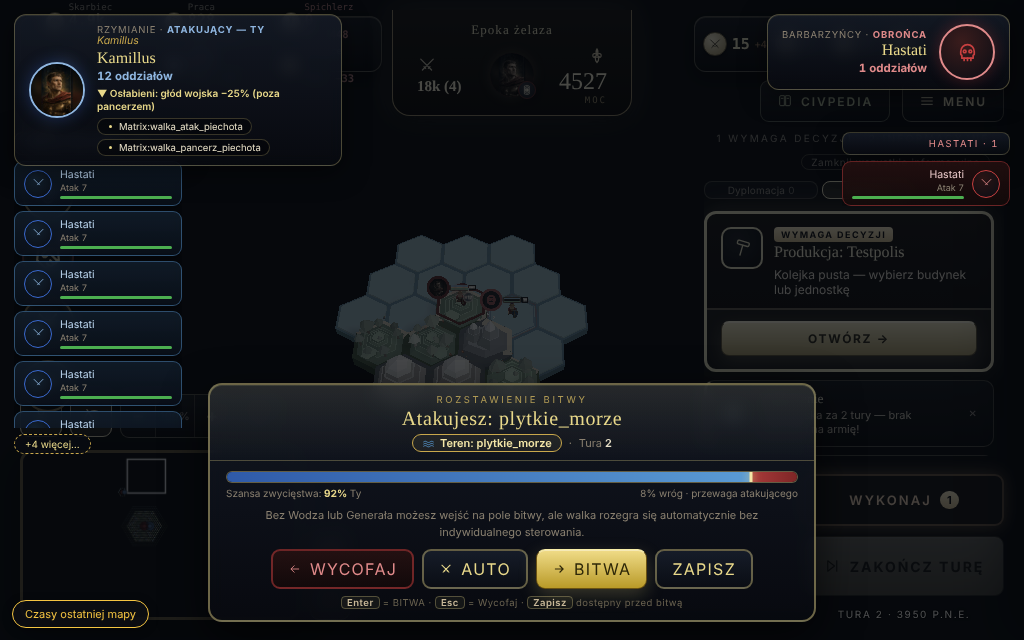 Skarbiec
Praca
Spichlerz
RZYMIANIE · ATAKUJĄCY — TY
Kamillus
Kamillus
12 oddziałów
▼ Osłabieni: głód wojska −25% (poza
pancerzem)
• Matrix:walka_atak_piechota
• Matrix:walka_pancerz_piechota
8
33
Epoka żelaza
18k (4)
4527
MOC
15 +4
BARBARZYŃCY · OBROŃCA
Hastati
1 oddziałów
CIVPEDIA
MENU
1 WYMAGA DECYZJ
HASTATI · 1
Hastati
Atak 7
Dyplomacja 0
Hastati
Atak 7
Hastati
Atak 7
Hastati
Atak 7
Hastati
Atak 7
Hastati
Atak 7
Hastati
+4 więcej…
WYMAGA DECYZJI
Produkcja: Testpolis
Kolejka pusta — wybierz budynek
lub jednostkę
OTWÓRZ →
a za 2 tury — brak
na armię!
×
ROZSTAWIENIE BITWY
Atakujesz: plytkie_morze
Teren: plytkie_morze · Tura 2
Szansa zwycięstwa: 92% Ty
8% wróg · przewaga atakującego
Bez Wodza lub Generała możesz wejść na pole bitwy, ale walka rozegra się automatycznie bez
indywidualnego sterowania.
← WYCOFAJ
AUTO
→ BITWA
ZAPISZ
Enter = BITWA · Esc = Wycofaj · Zapisz dostępny przed bitwą
WYKONAJ 1
ZAKOŃCZ TURĘ
TURA 2 · 3950 P.N.E.
Czasy ostatniej mapy